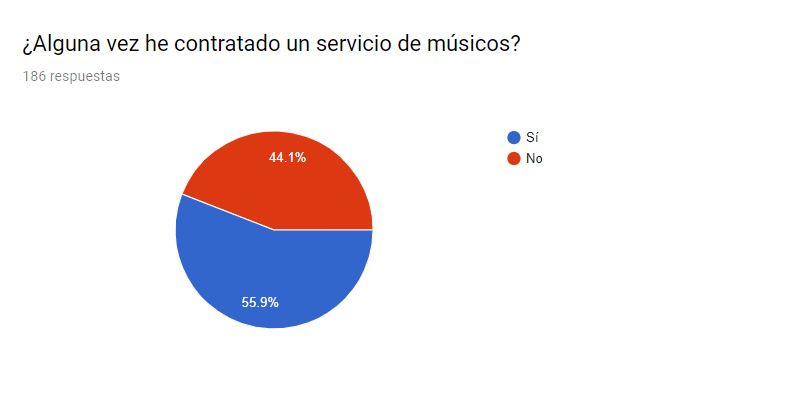 ¿Alguna vez he contratado un servicio de músicos?
186 respuestas
44.1%
55.9%
Sí
No